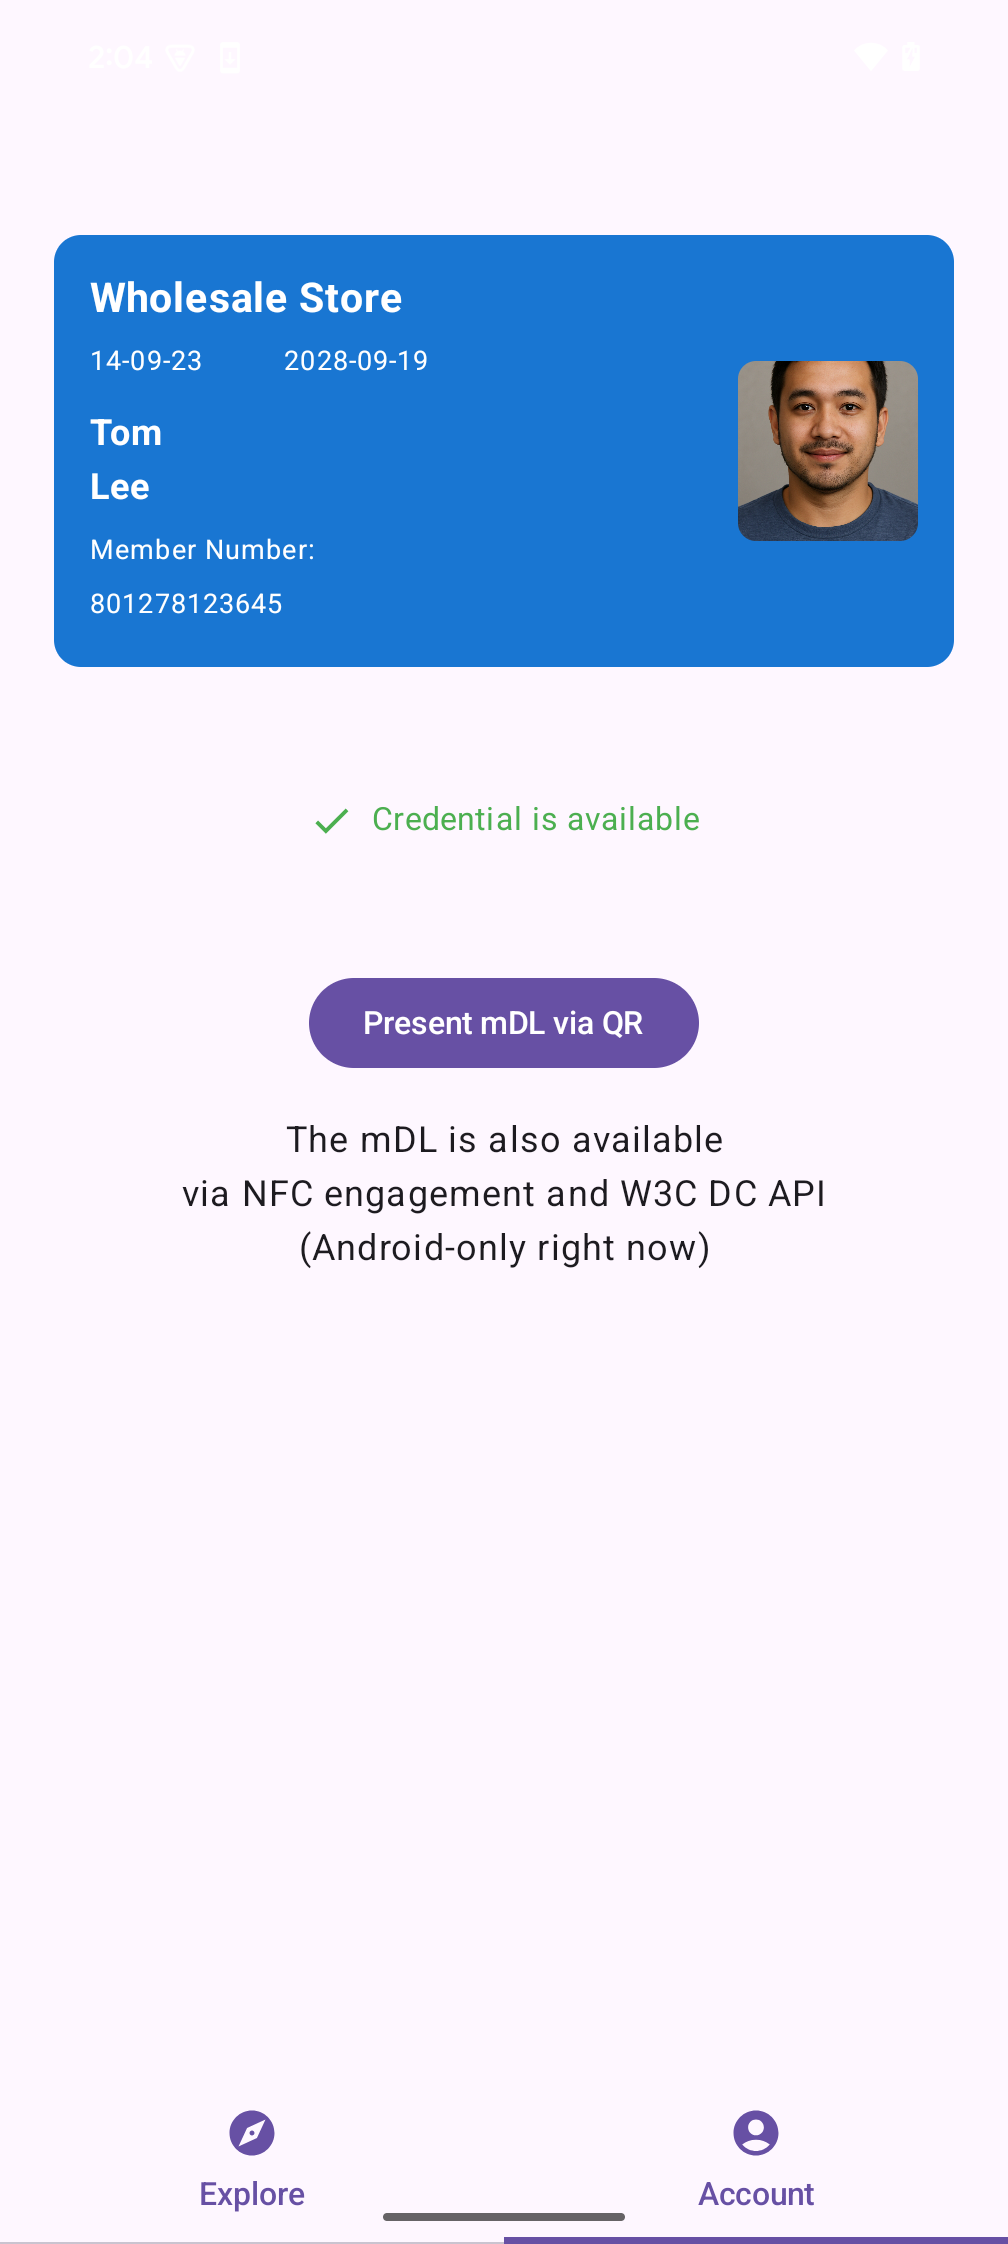 2:04
Wholesale Store
14-09-23 2028-09-19
Tom
Lee
Member Number:
801278123645
Credential is available
Present mDL via QR
The mDL is also available
via NFC engagement and W3C DC API
(Android-only right now)
Explore Account